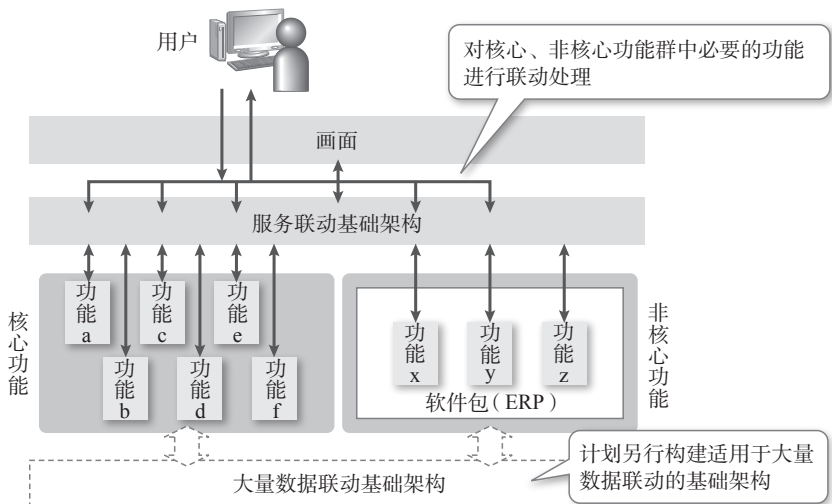 用户
对核心、非核心功能群中必要的功能
进行联动处理
画面
服务联动基础架构
核心功能
功能
a
功能
c
功能
e
功能
b
功能
d
功能
f
功能
x
功能
y
功能
z
软件包（ERP）
非核心功能
大量数据联动基础架构
计划另行构建适用于大量
数据联动的基础架构